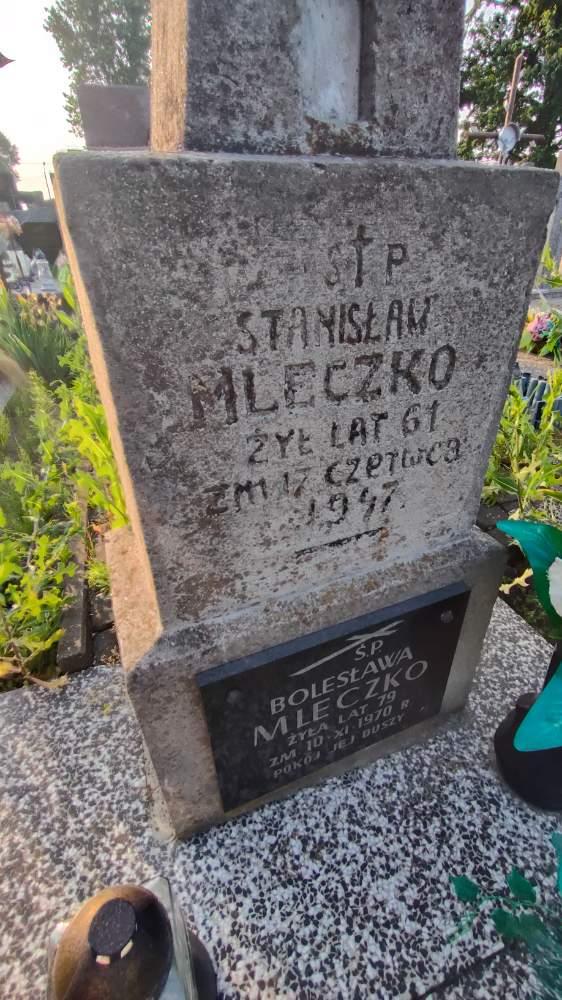 Ś † P
STANISŁAW
MLECZKO
ŻYŁ LAT 61
ZM 17 CZERWCA
1947
Ś.P.
BOLESŁAWA
MLECZKO
ŻYŁA LAT 79
ZM. 10 XI 1970 R
POKÓJ JEJ DUSZY